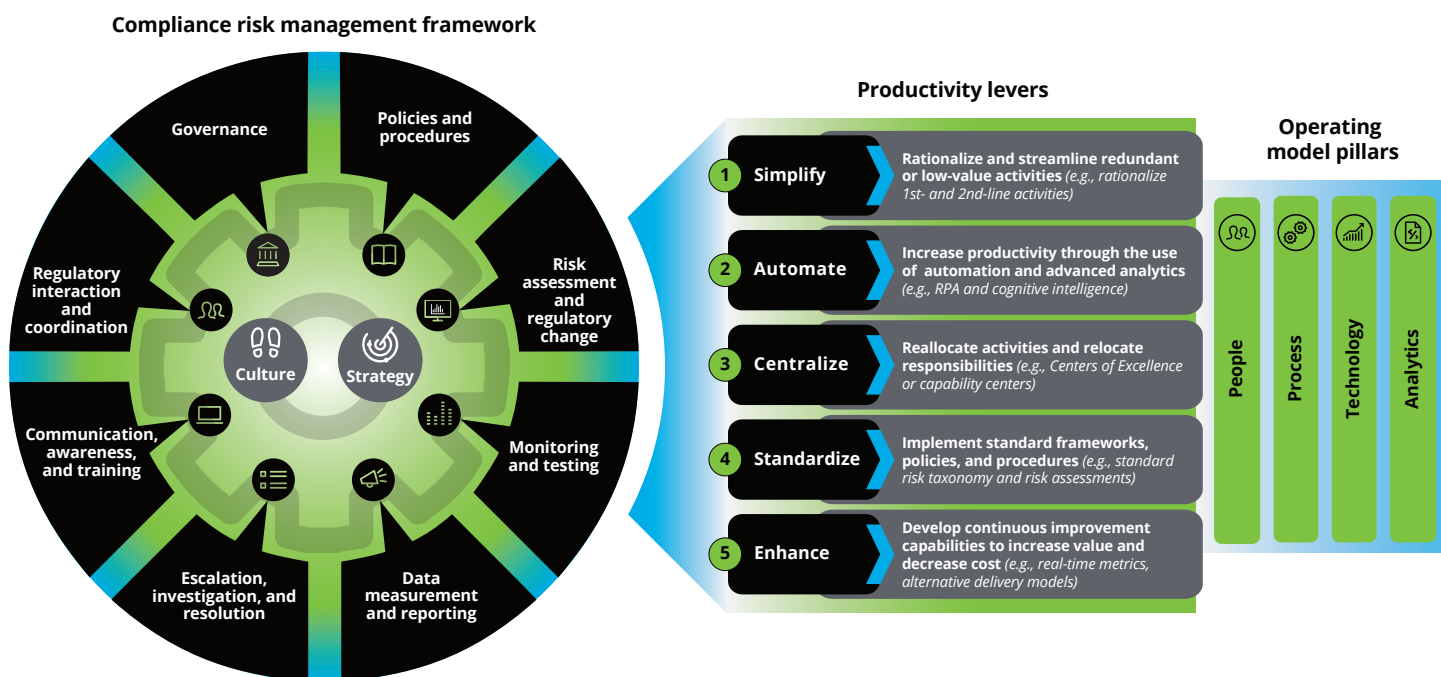 Compliance risk management framework
Governance
Policies and
procedures
Risk
assessment
and
regulatory
change
Monitoring
and testing
Data
measurement
and reporting
Escalation,
investigation, and
resolution
Communication,
awareness,
and training
Regulatory
interaction
and
coordination
Culture
Strategy
Productivity levers
1
Simplify
Rationalize and streamline redundant
or low-value activities (e.g., rationalize
1st- and 2nd-line activities)
2
Automate
Increase productivity through the use
of automation and advanced analytics
(e.g., RPA and cognitive intelligence)
3
Centralize
Reallocate activities and relocate
responsibilities (e.g., Centers of Excellence
or capability centers)
4
Standardize
Implement standard frameworks,
policies, and procedures (e.g., standard
risk taxonomy and risk assessments)
5
Enhance
Develop continuous improvement
capabilities to increase value and
decrease cost (e.g., real-time metrics,
alternative delivery models)
Operating
model pillars
People
Process
Technology
Analytics